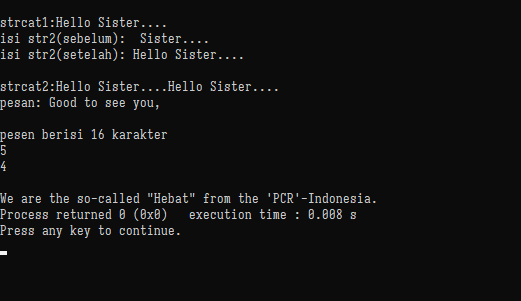 strcat1:Hello Sister....
isi str2(sebelum):  Sister....
isi str2(setelah): Hello Sister....
strcat2:Hello Sister....Hello Sister....
pesan: Good to see you,
pesen berisi 16 karakter
5
4
We are the so-called "Hebat" from the 'PCR'-Indonesia.
Process returned 0 (0x0)   execution time : 0.008 s
Press any key to continue.